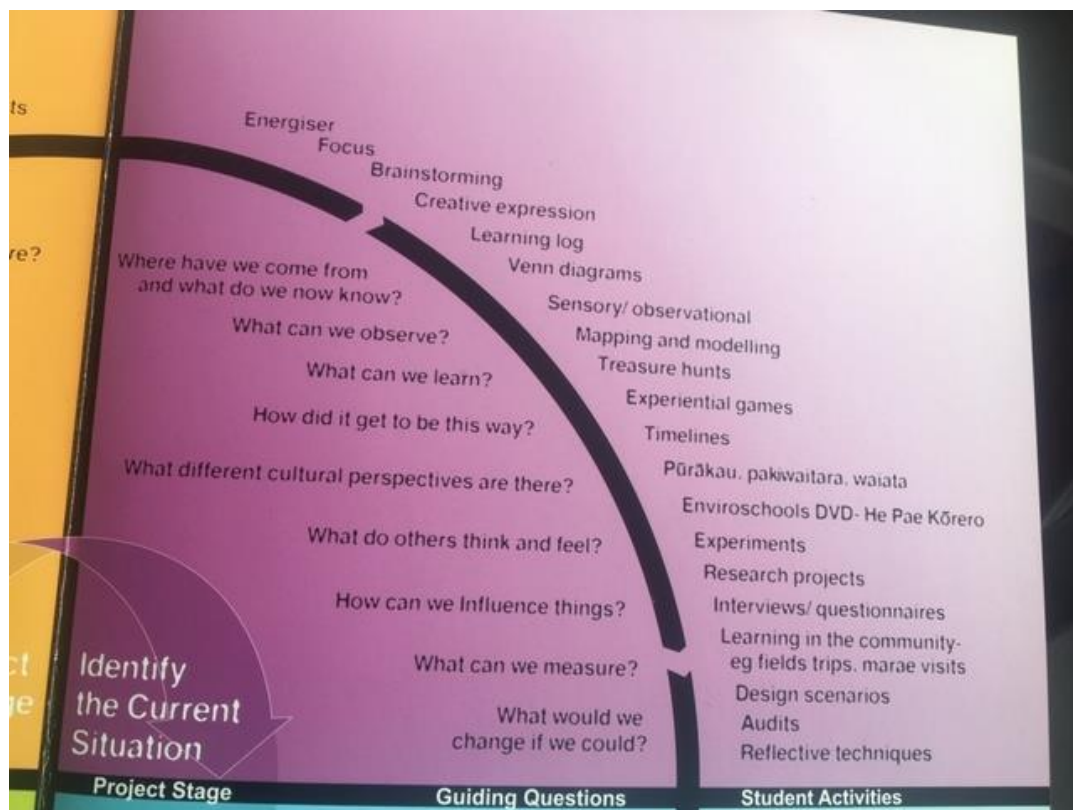 ts
re?
ct
ge
Energiser
Focus
Brainstorming
Creative expression
Learning log
Venn diagrams
Sensory/ observational
Mapping and modelling
Treasure hunts
Experiential games
Timelines
Pūrākau, pakiwaitara, waiata
Enviroschools DVD- He Pae Kōrero
Experiments
Research projects
Interviews/ questionnaires
Learning in the community-
eg fields trips, marae visits
Design scenarios
Audits
Reflective techniques
Where have we come from
and what do we now know?
What can we observe?
What can we learn?
How did it get to be this way?
What different cultural perspectives are there?
What do others think and feel?
How can we Influence things?
What can we measure?
What would we
change if we could?
Identify
the Current
Situation
Project Stage
Guiding Questions
Student Activities